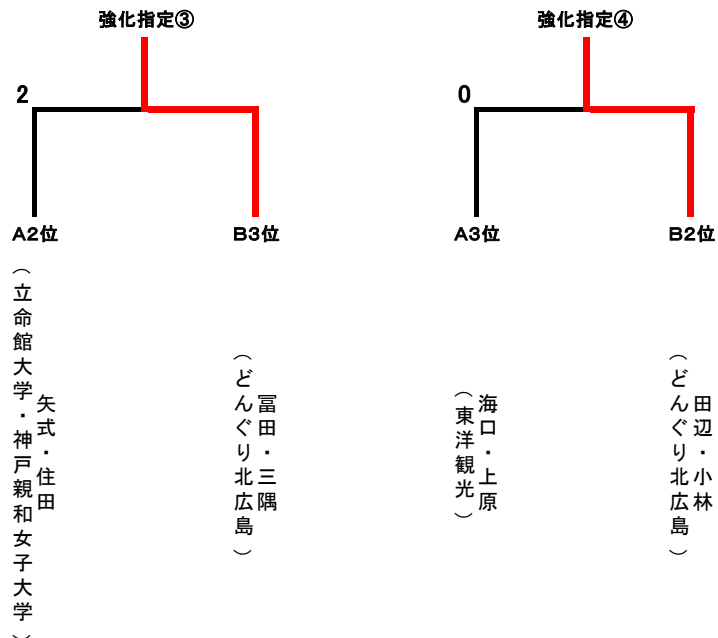 強化指定③
強化指定④
2
0
A2位
B3位
A3位
B2位
矢式・住田
（立命館大学・神戸親和女子大学）
冨田・三隅
（どんぐり北広島）
海口・上原
（東洋観光）
田辺・小林
（どんぐり北広島）